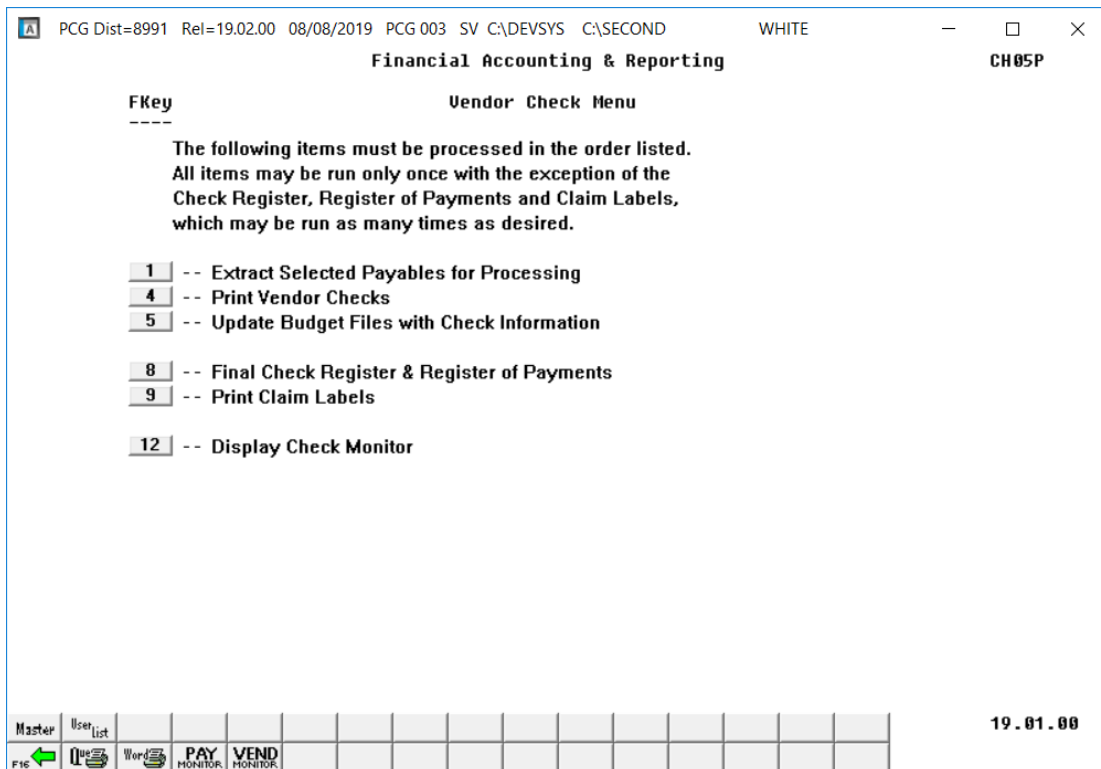 A PCG Dist=8991 Rel=19.02.00 08/08/2019 PCG 003 SV C:\DEVSYS C:\SECOND WHITE
Financial Accounting & Reporting CH05P
FKey Vendor Check Menu
----
The following items must be processed in the order listed.
All items may be run only once with the exception of the
Check Register, Register of Payments and Claim Labels,
which may be run as many times as desired.
1 -- Extract Selected Payables for Processing
4 -- Print Vendor Checks
5 -- Update Budget Files with Check Information
8 -- Final Check Register & Register of Payments
9 -- Print Claim Labels
12 -- Display Check Monitor
Master User List 19.01.00
F16 Que Word PAY MONITOR VEND MONITOR